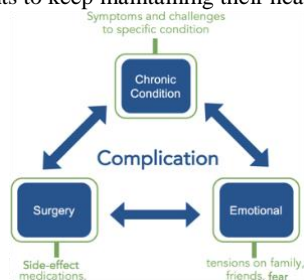 ts to keep maintaining their hea
Symptoms and challenges
to specific condition
Chronic
Condition
Complication
Surgery
Emotional
Side-effect
medications,
tensions on family,
friends, fear